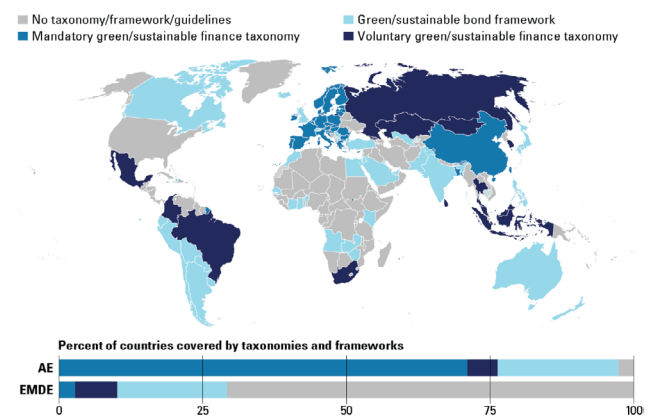 No taxonomy/framework/guidelines
Green/sustainable bond framework
Mandatory green/sustainable finance taxonomy
Voluntary green/sustainable finance taxonomy
Percent of countries covered by taxonomies and frameworks
AE
EMDE
0 25 50 75 100